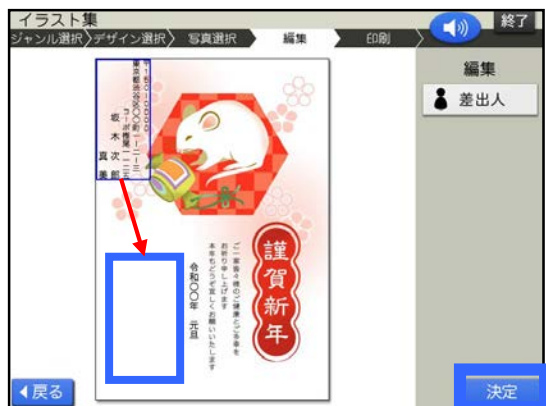 イラスト集
終了
ジャンル選択
デザイン選択
写真選択
編集
印刷
編集
差出人
坂木次郎
真美
謹賀新年
ご一家皆々様のご健康とご多幸を
お祈り申し上げます
本年もどうぞ宜しくお願いいたします
令和〇〇年 元旦
戻る
決定